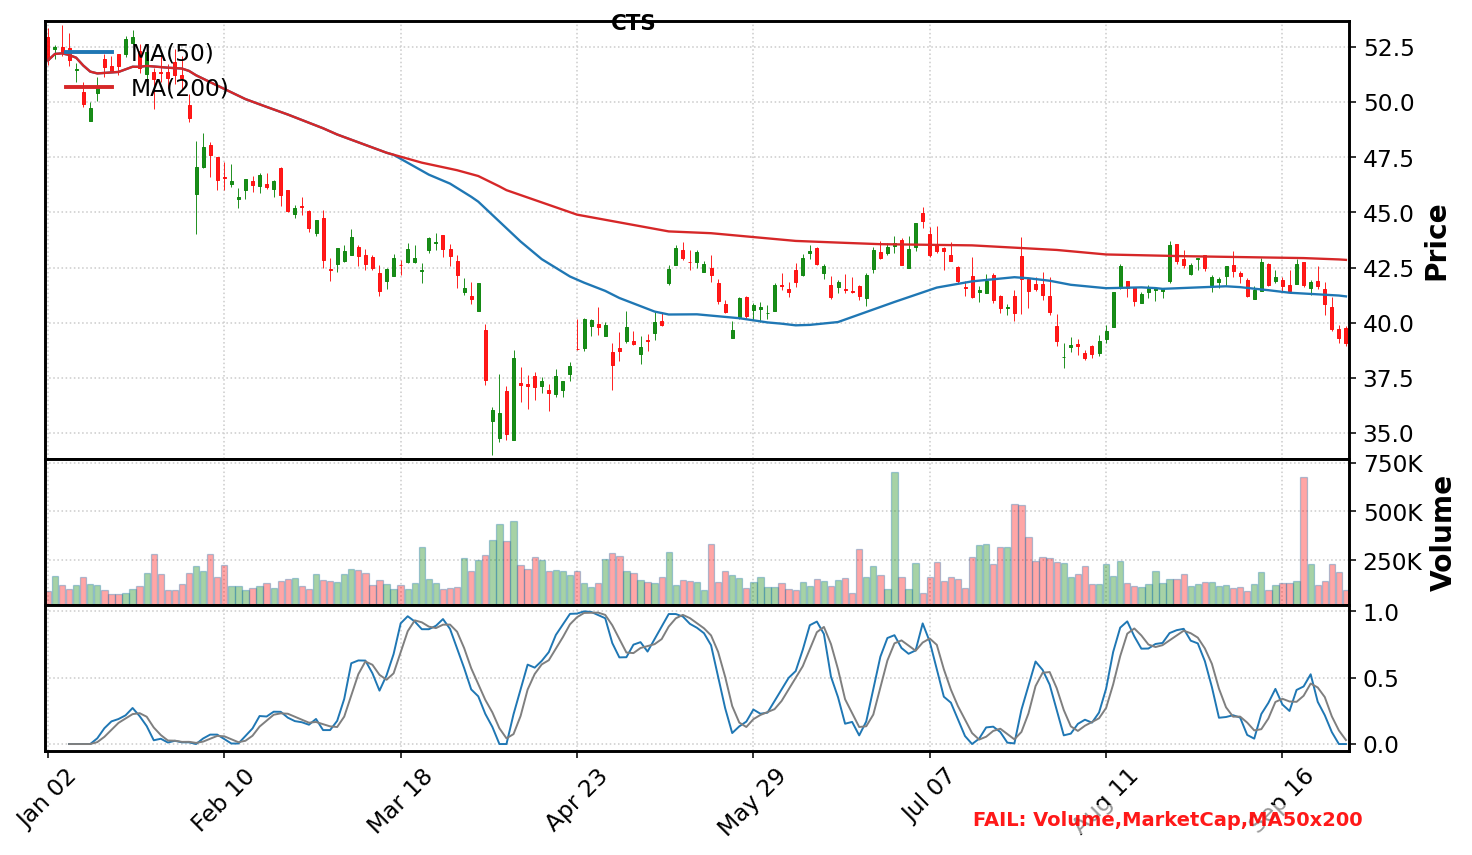 CTS
MA(50)
MA(200)
52.5
50.0
47.5
45.0
42.5
40.0
37.5
35.0
Price
750K
500K
250K
Volume
1.0
0.5
0.0
Jan 02
Feb 10
Mar 18
Apr 23
May 29
Jul 07
Aug 11
Sep 16
FAIL: Volume,MarketCap,MA50x200